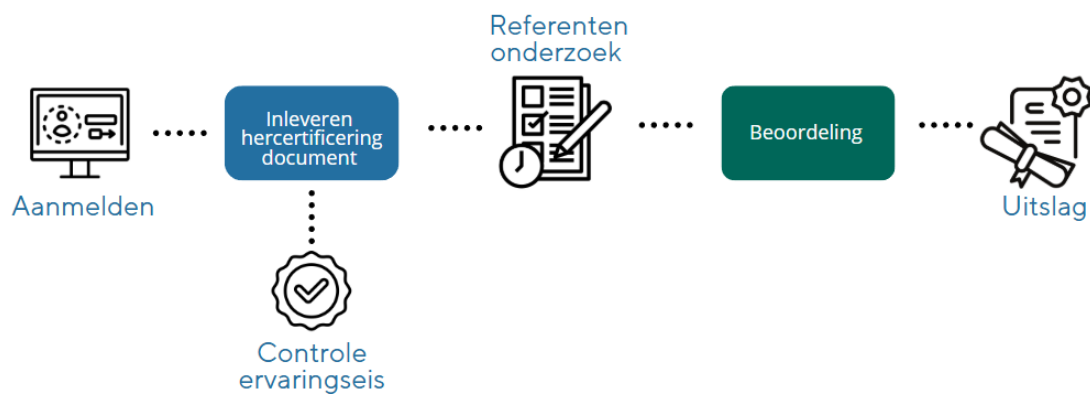 Referenten
onderzoek
Inleveren
hercertificering
document
Beoordeling
Aanmelden
Uitslag
Controle
ervaringseis